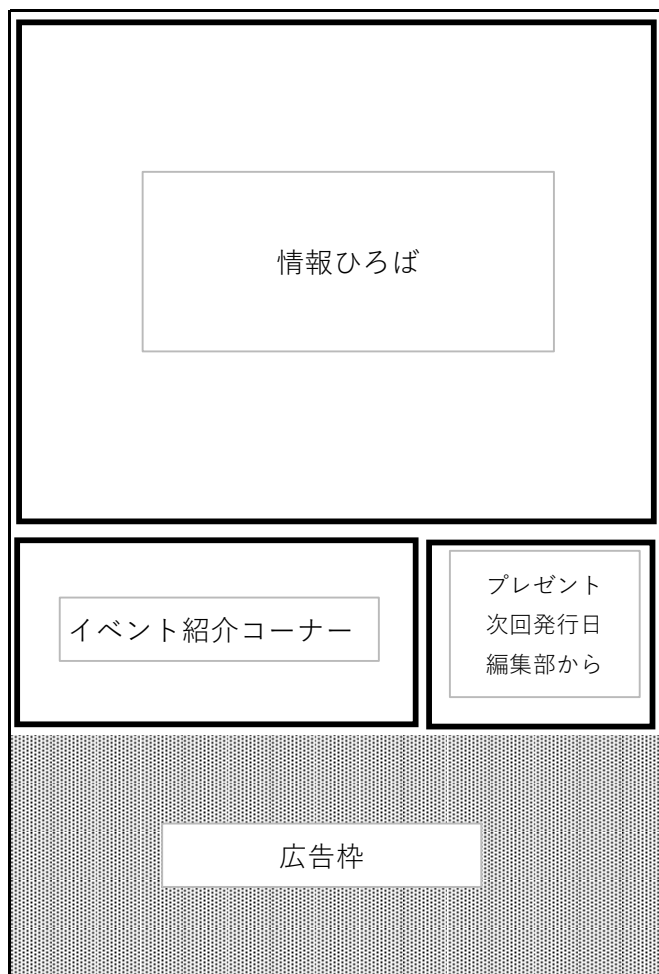 情報ひろば
イベント紹介コーナー
プレゼント
次回発行日
編集部から
広告枠